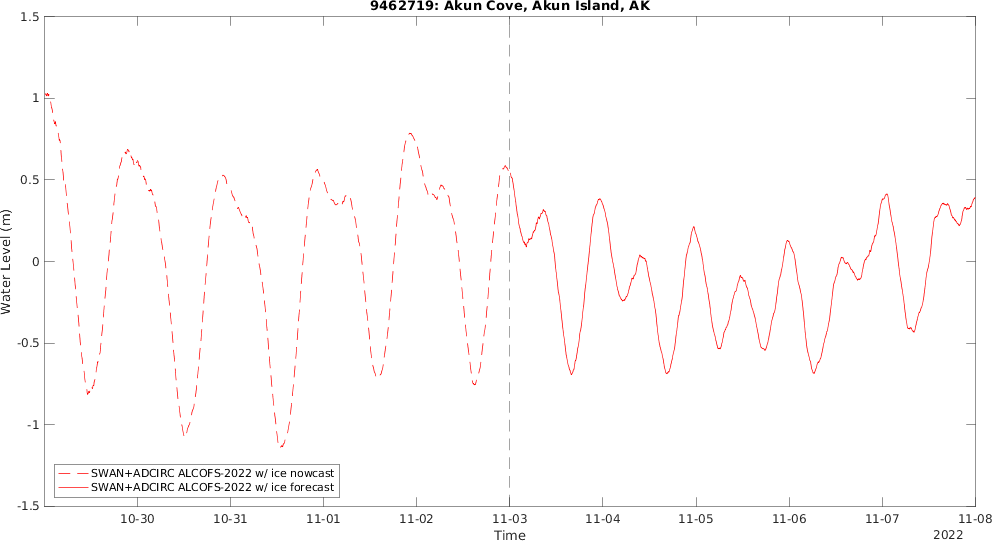 9462719: Akun Cove, Akun Island, AK
1.5
1
0.5
0
-0.5
-1
-1.5
Water Level (m)
SWAN+ADCIRC ALCOFS-2022 w/ ice nowcast
SWAN+ADCIRC ALCOFS-2022 w/ ice forecast
10-30 10-31 11-01 11-02 11-03 11-04 11-05 11-06 11-07 11-08
Time
2022